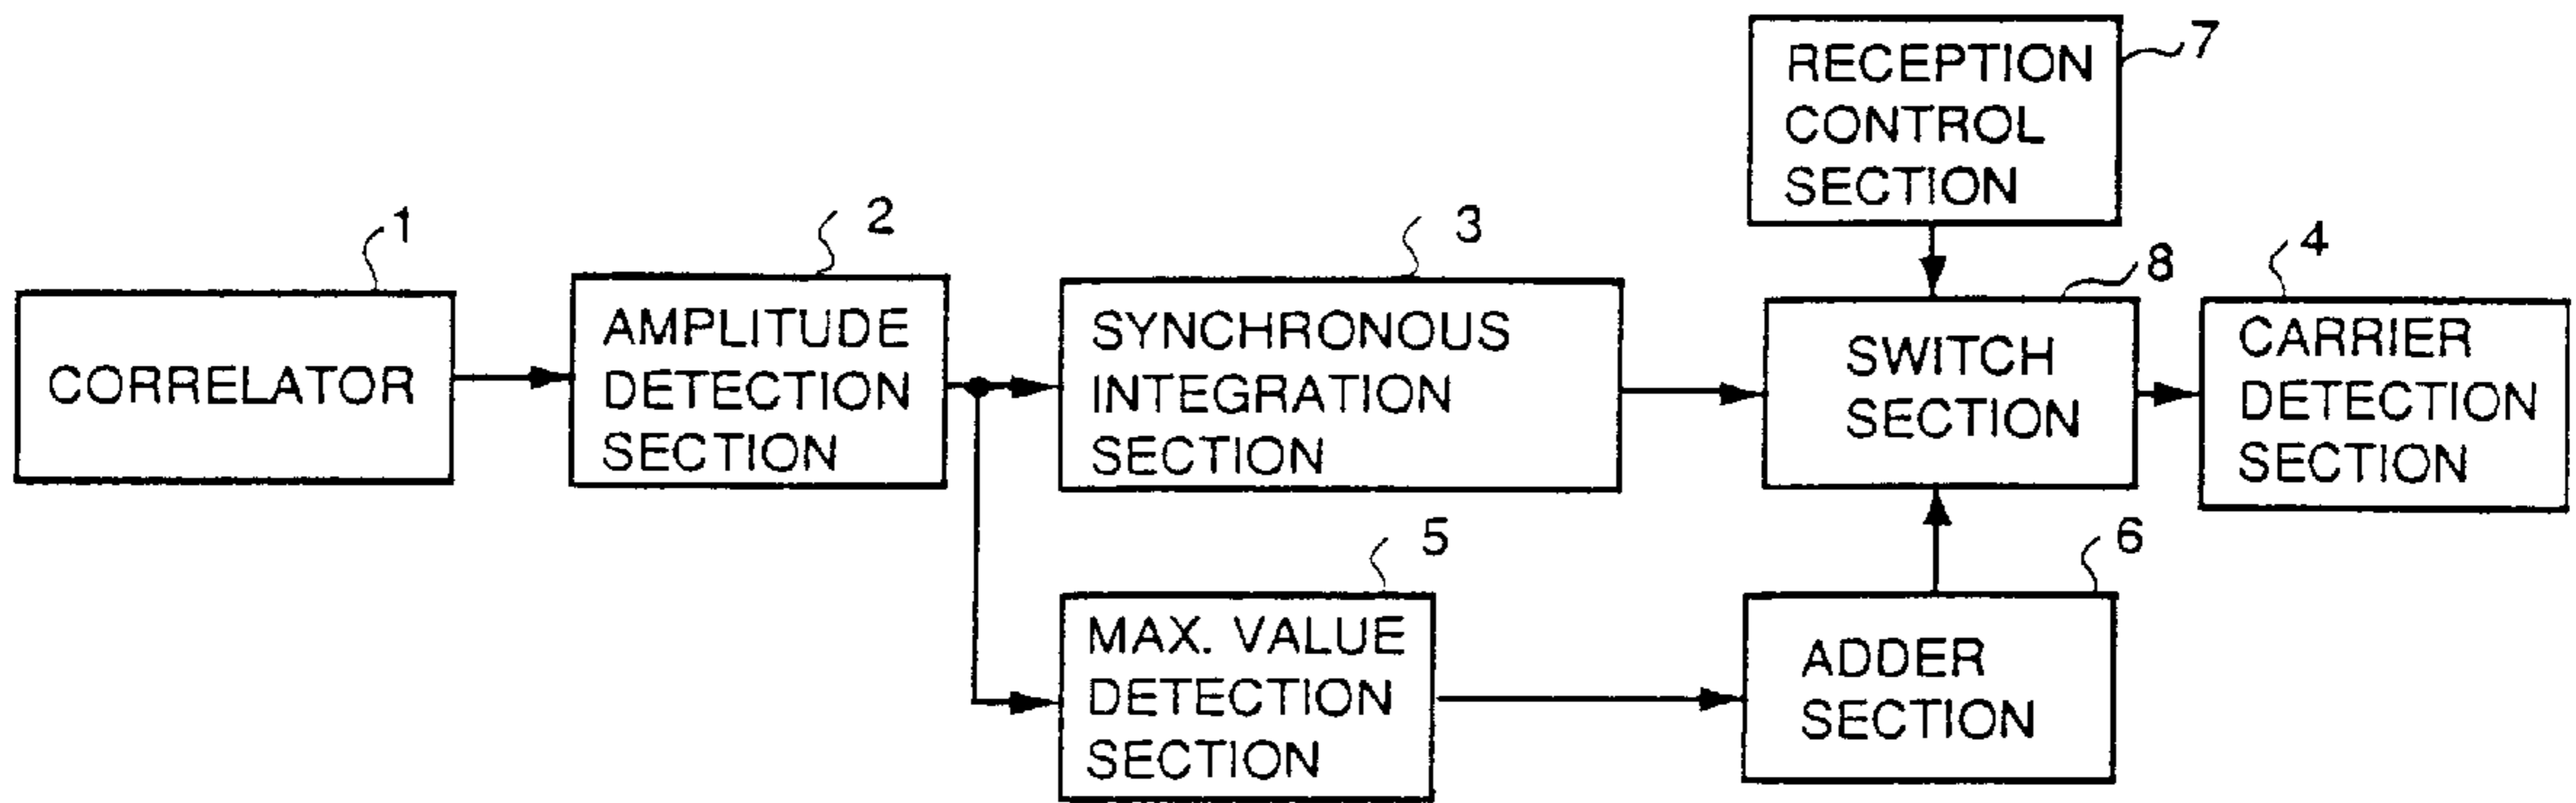 1
CORRELATOR
2
AMPLITUDE
DETECTION
SECTION
3
SYNCHRONOUS
INTEGRATION
SECTION
7
RECEPTION
CONTROL
SECTION
8
SWITCH
SECTION
4
CARRIER
DETECTION
SECTION
5
MAX. VALUE
DETECTION
SECTION
6
ADDER
SECTION